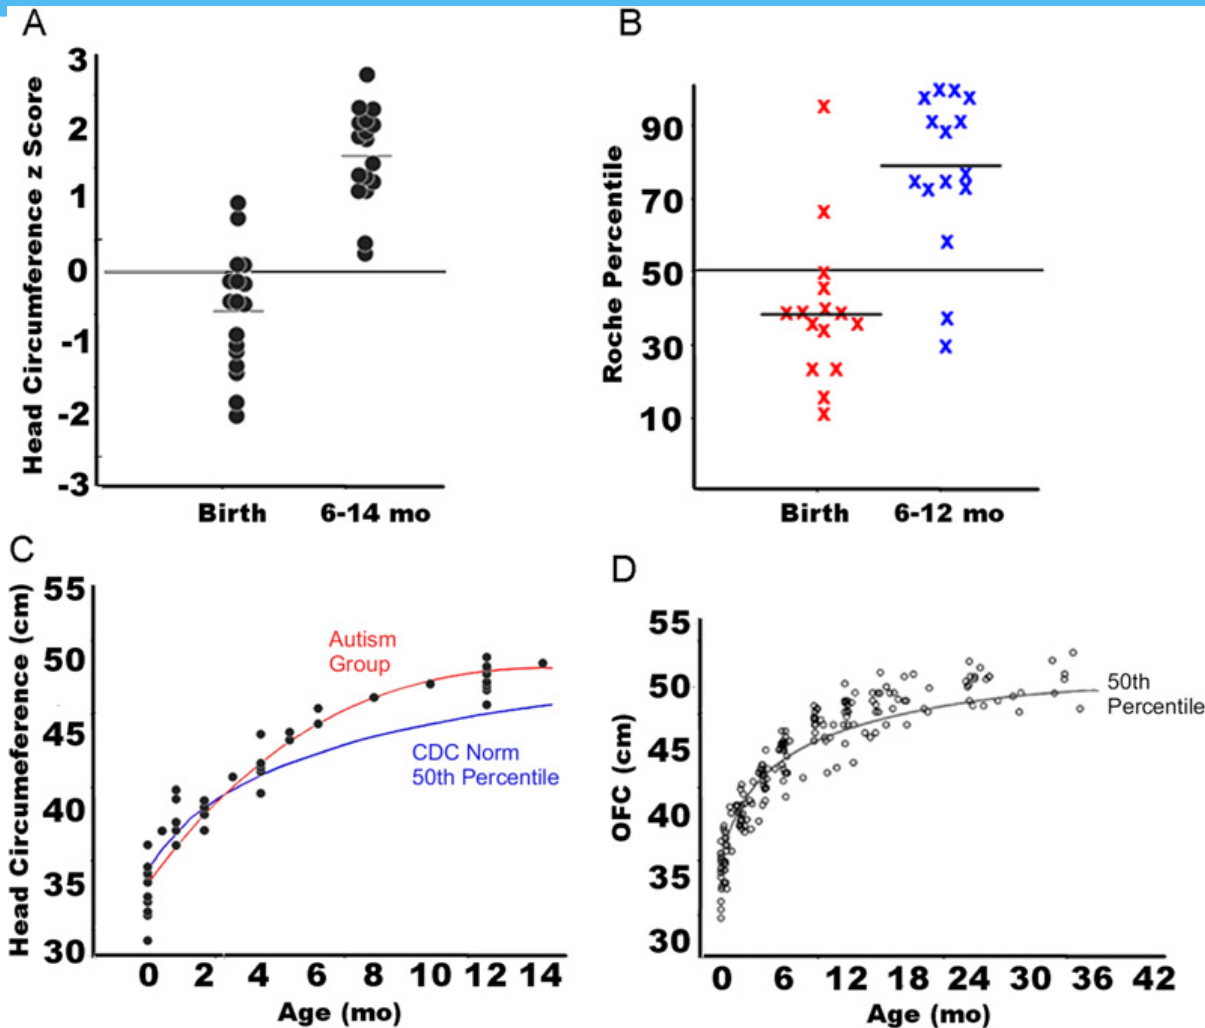 A
Head Circumference z Score
3
2
1
0
-1
-2
-3
Birth
6-14 mo
B
Roche Percentile
90
70
50
30
10
Birth
6-12 mo
C
Head Circumeference (cm)
55
50
45
40
35
30
Autism
Group
CDC Norm
50th Percentile
0 2 4 6 8 10 12 14
Age (mo)
D
OFC (cm)
55
50
45
40
35
30
50th
Percentile
0 6 12 18 24 30 36 42
Age (mo)